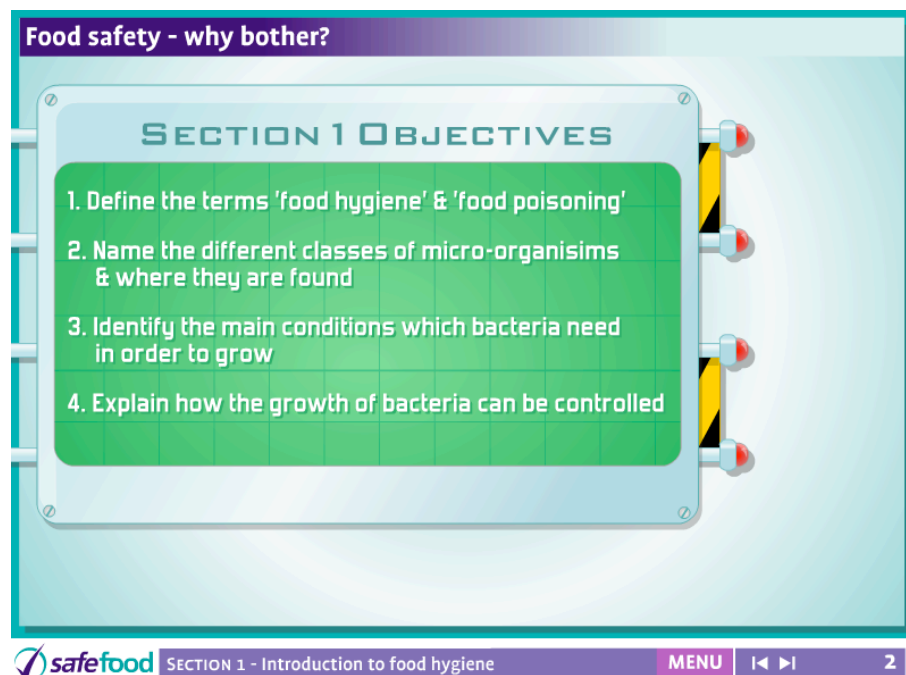 Food safety - why bother?
SECTION 1 OBJECTIVES
1. Define the terms 'food hygiene' & 'food poisoning'
2. Name the different classes of micro-organisims
& where they are found
3. Identify the main conditions which bacteria need
in order to grow
4. Explain how the growth of bacteria can be controlled
safefood SECTION 1 - Introduction to food hygiene MENU 2